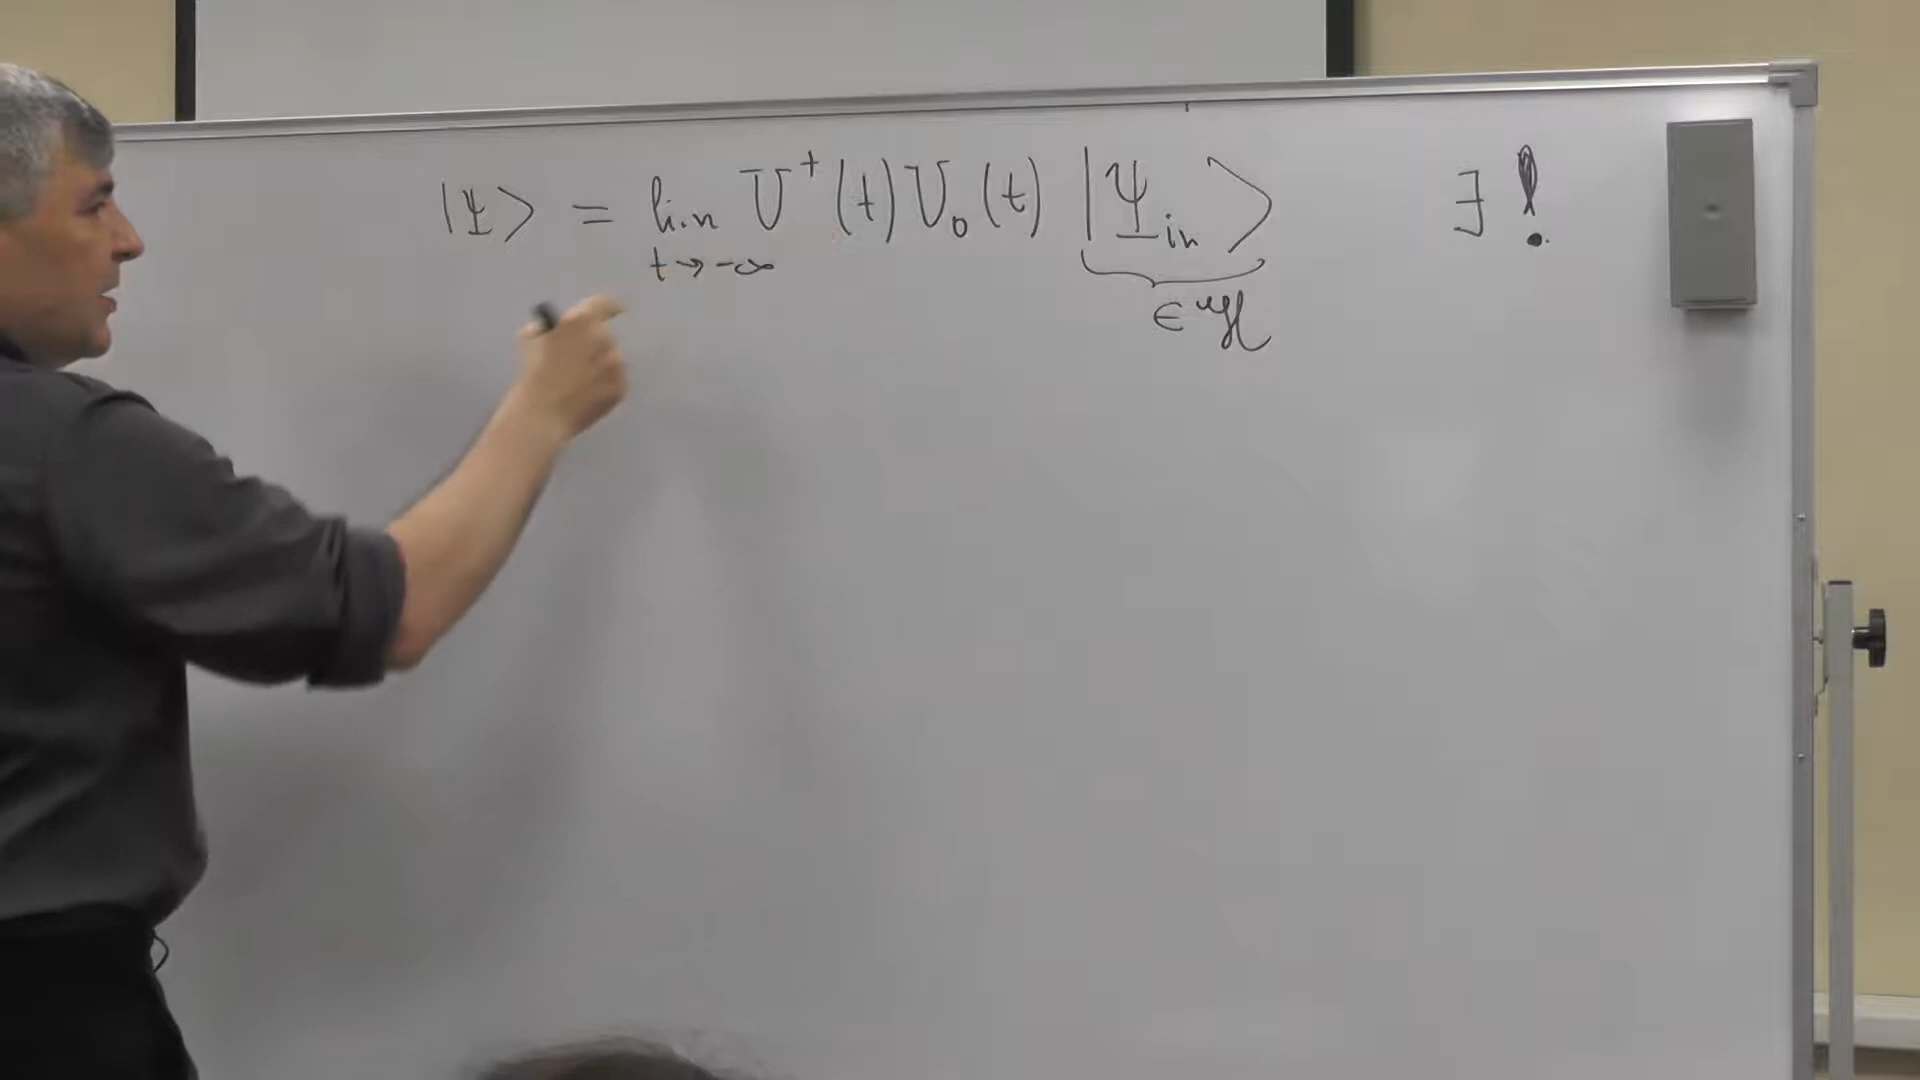 |Ψ⟩ = lim U⁺(t) U₀(t) |Ψ_in⟩ ∃ !
t → -∞
∈ ℋ